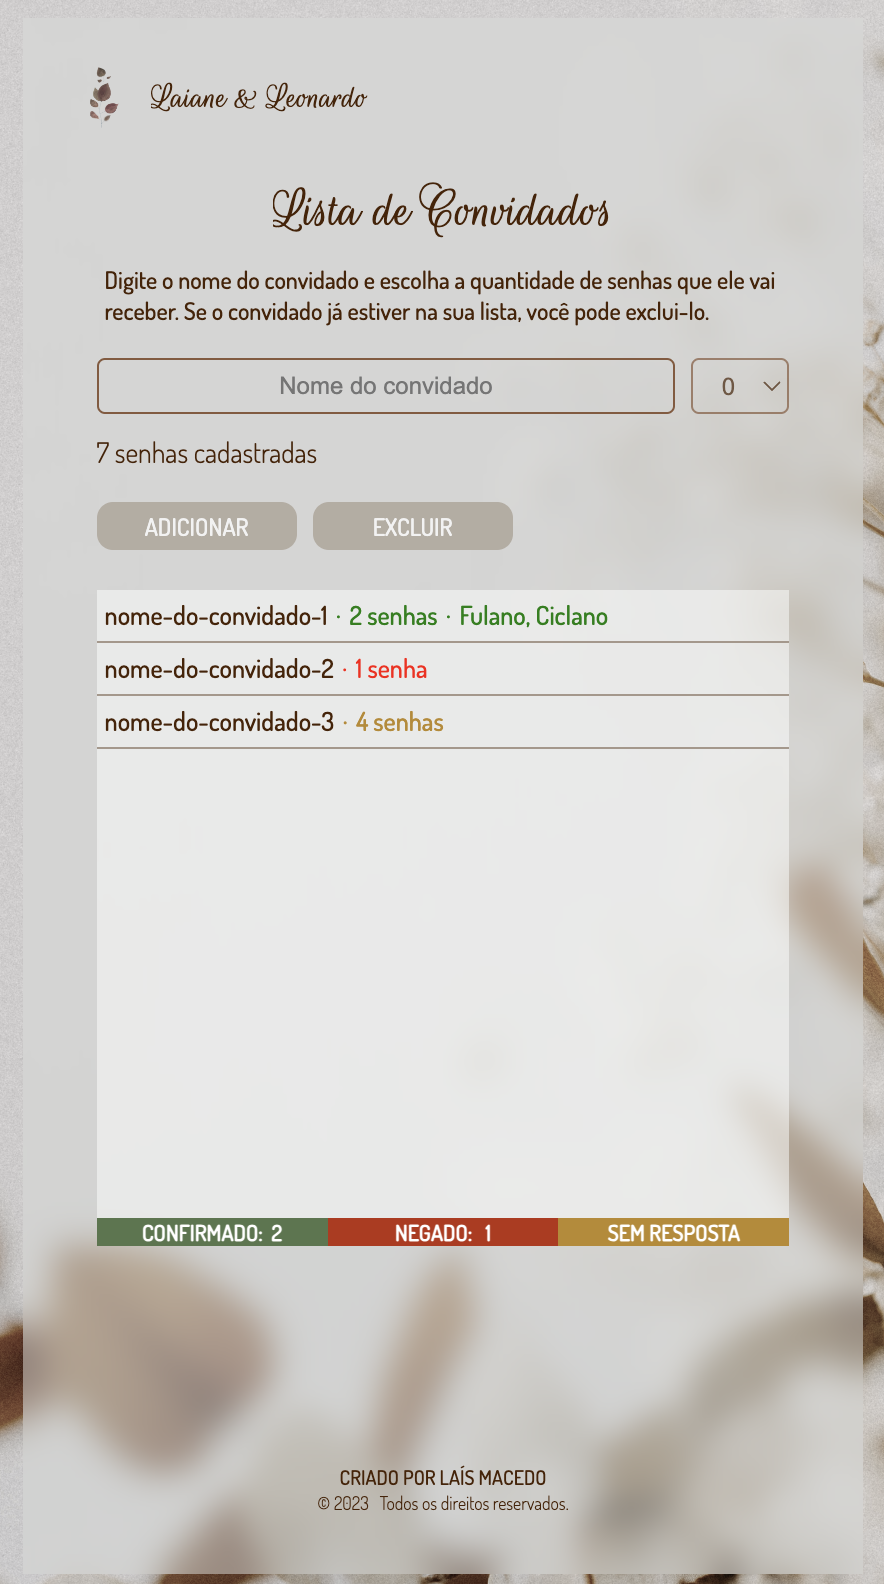 Laiane & Leonardo
Lista de Convidados
Digite o nome do convidado e escolha a quantidade de senhas que ele vai
receber. Se o convidado já estiver na sua lista, você pode exclui-lo.
Nome do convidado 0
7 senhas cadastradas
ADICIONAR EXCLUIR
nome-do-convidado-1 · 2 senhas · Fulano, Ciclano
nome-do-convidado-2 · 1 senha
nome-do-convidado-3 · 4 senhas
CONFIRMADO: 2 NEGADO: 1 SEM RESPOSTA
CRIADO POR LAÍS MACEDO
© 2023 Todos os direitos reservados.